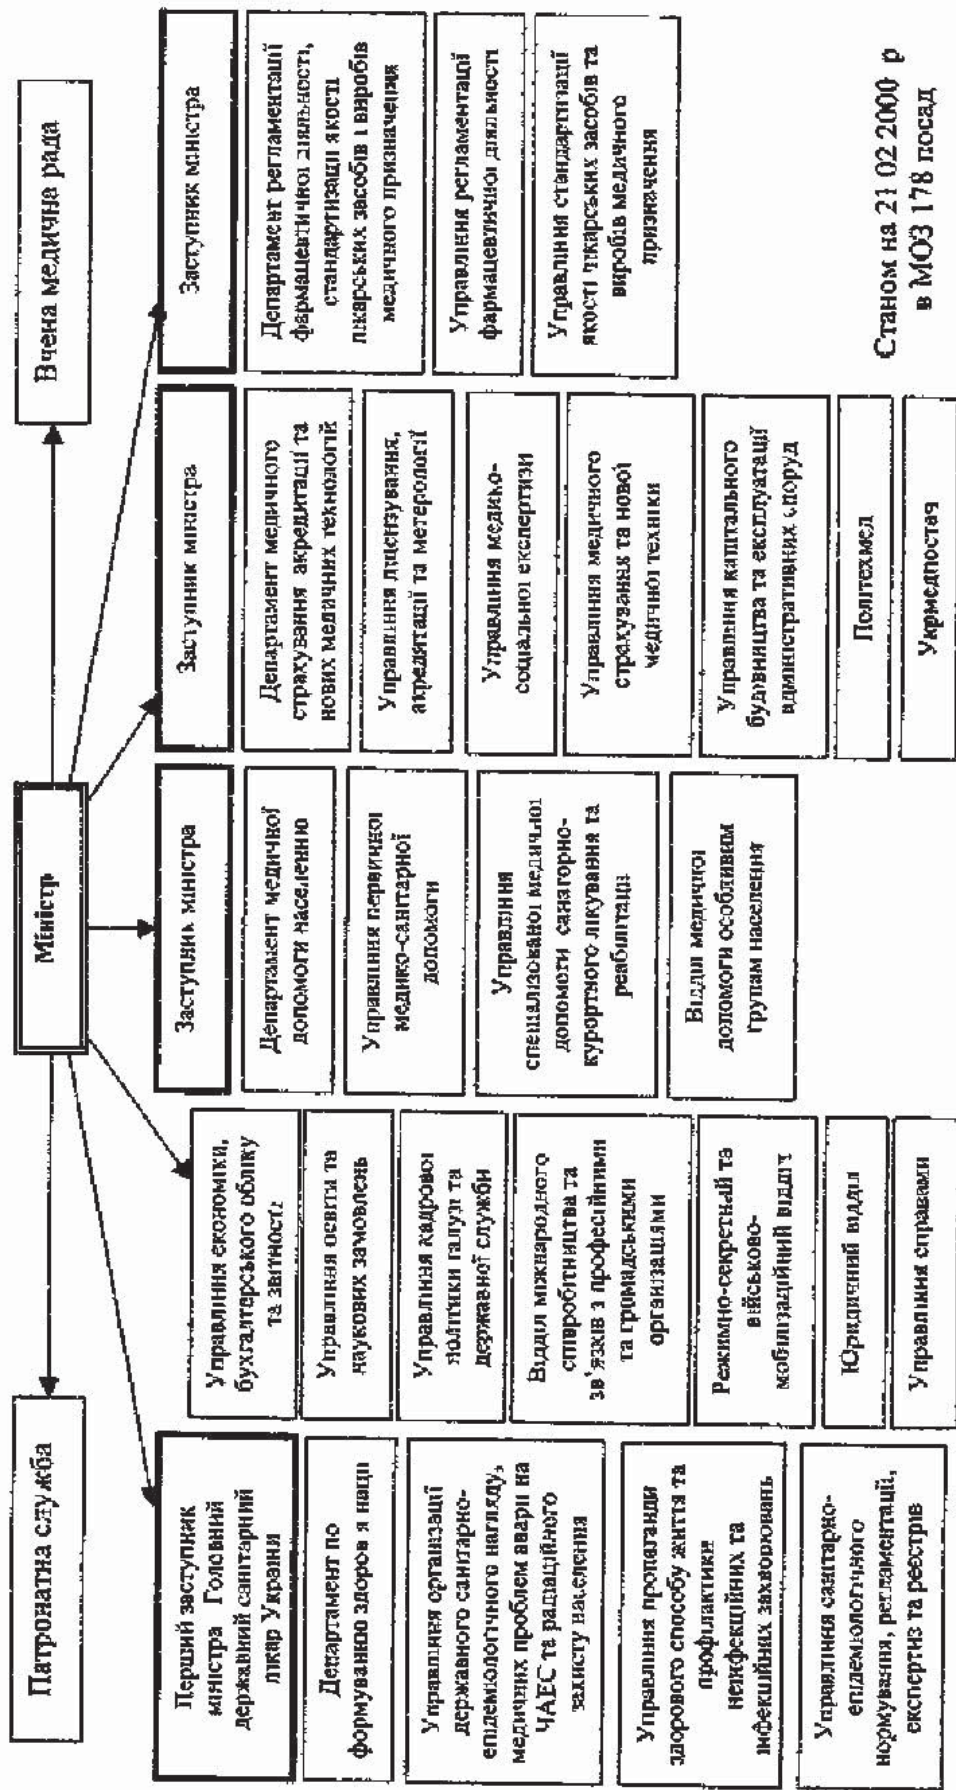 Міністр
Патронатна служба
Вчена медична рада
Перший заступник
міністра Головний
державний санітарний
лікар України
Департамент по
формуванню здоров я нації
Управління організації
державного санітарно-
епідеміологічного нагляду,
медичних проблем аварії на
ЧАЕС та радіаційного
захисту населення
Управління пропаганди
здорового способу життя та
профілактики
неінфекційних та
інфекційних захворювань
Управління санітарно-
епідеміологічного
нормування, регламентації,
експертиз та реєстрів
Управління економіки,
бухгалтерського обліку
та звітності
Управління освіти та
наукових замовлень
Управління кадрової
політики галузі та
державної служби
Відділ міжнародного
співробітництва та
зв'язків з професійними
та громадськими
організаціями
Режимно-секретний та
військово-
мобілізаційний відділ
Юридичний відділ
Управління справами
Заступник міністра
Департамент медичної
допомоги населенню
Управління первинної
медико-санітарної
допомоги
Управління
спеціалізованої медичної
допомоги санаторно-
курортного лікування та
реабілітації
Відділ медичної
допомоги особливим
групам населення
Заступник міністра
Департамент медичного
страхування акредитації та
нових медичних технологій
Управління ліцензування,
акредитації та метерології
Управління медико-
соціальної експертизи
Управління медичного
страхування та нової
медичної техніки
Управління капітального
будівництва та експлуатації
адміністративних споруд
Політехмед
Укрмедпостач
Заступник міністра
Департамент регламентації
фармацевтичної діяльності,
стандартизації якості
лікарських засобів і виробів
медичного призначення
Управління регламентації
фармацевтичної діяльності
Управління стандартизації
якості лікарських засобів та
виробів медичного
призначення
Станом на 21 02 2000 р
в МОЗ 178 посад